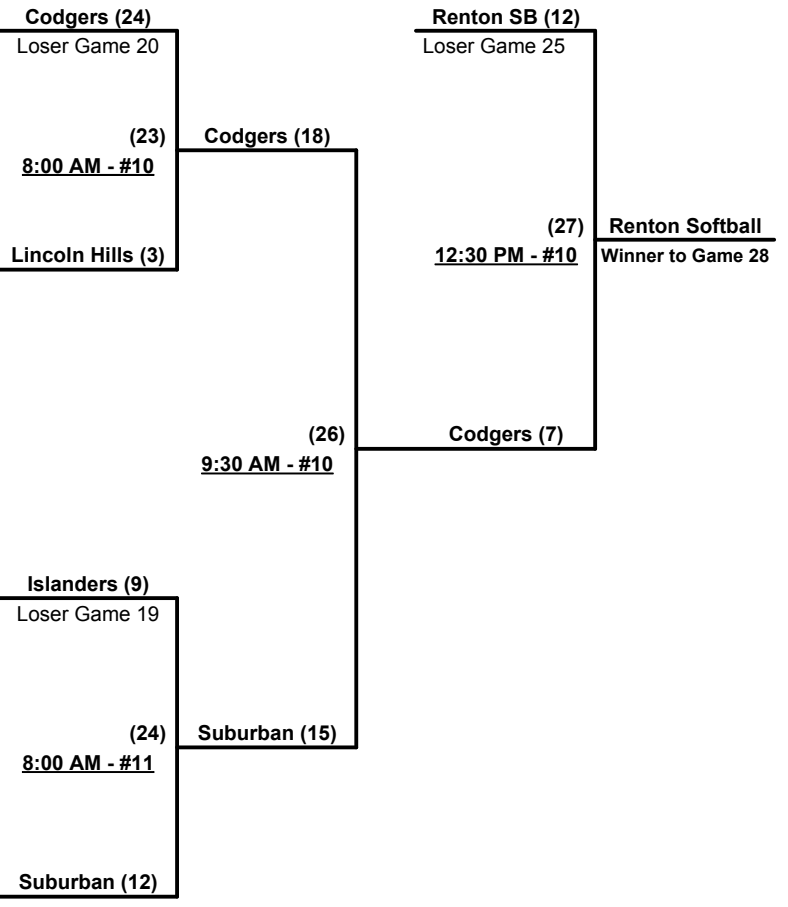 Codgers (24)
Loser Game 20
(23)
8:00 AM - #10
Lincoln Hills (3)
Codgers (18)
Islanders (9)
Loser Game 19
(24)
8:00 AM - #11
Suburban (12)
Suburban (15)
(26)
9:30 AM - #10
Renton SB (12)
Loser Game 25
(27)
12:30 PM - #10
Codgers (7)
Renton Softball
Winner to Game 28